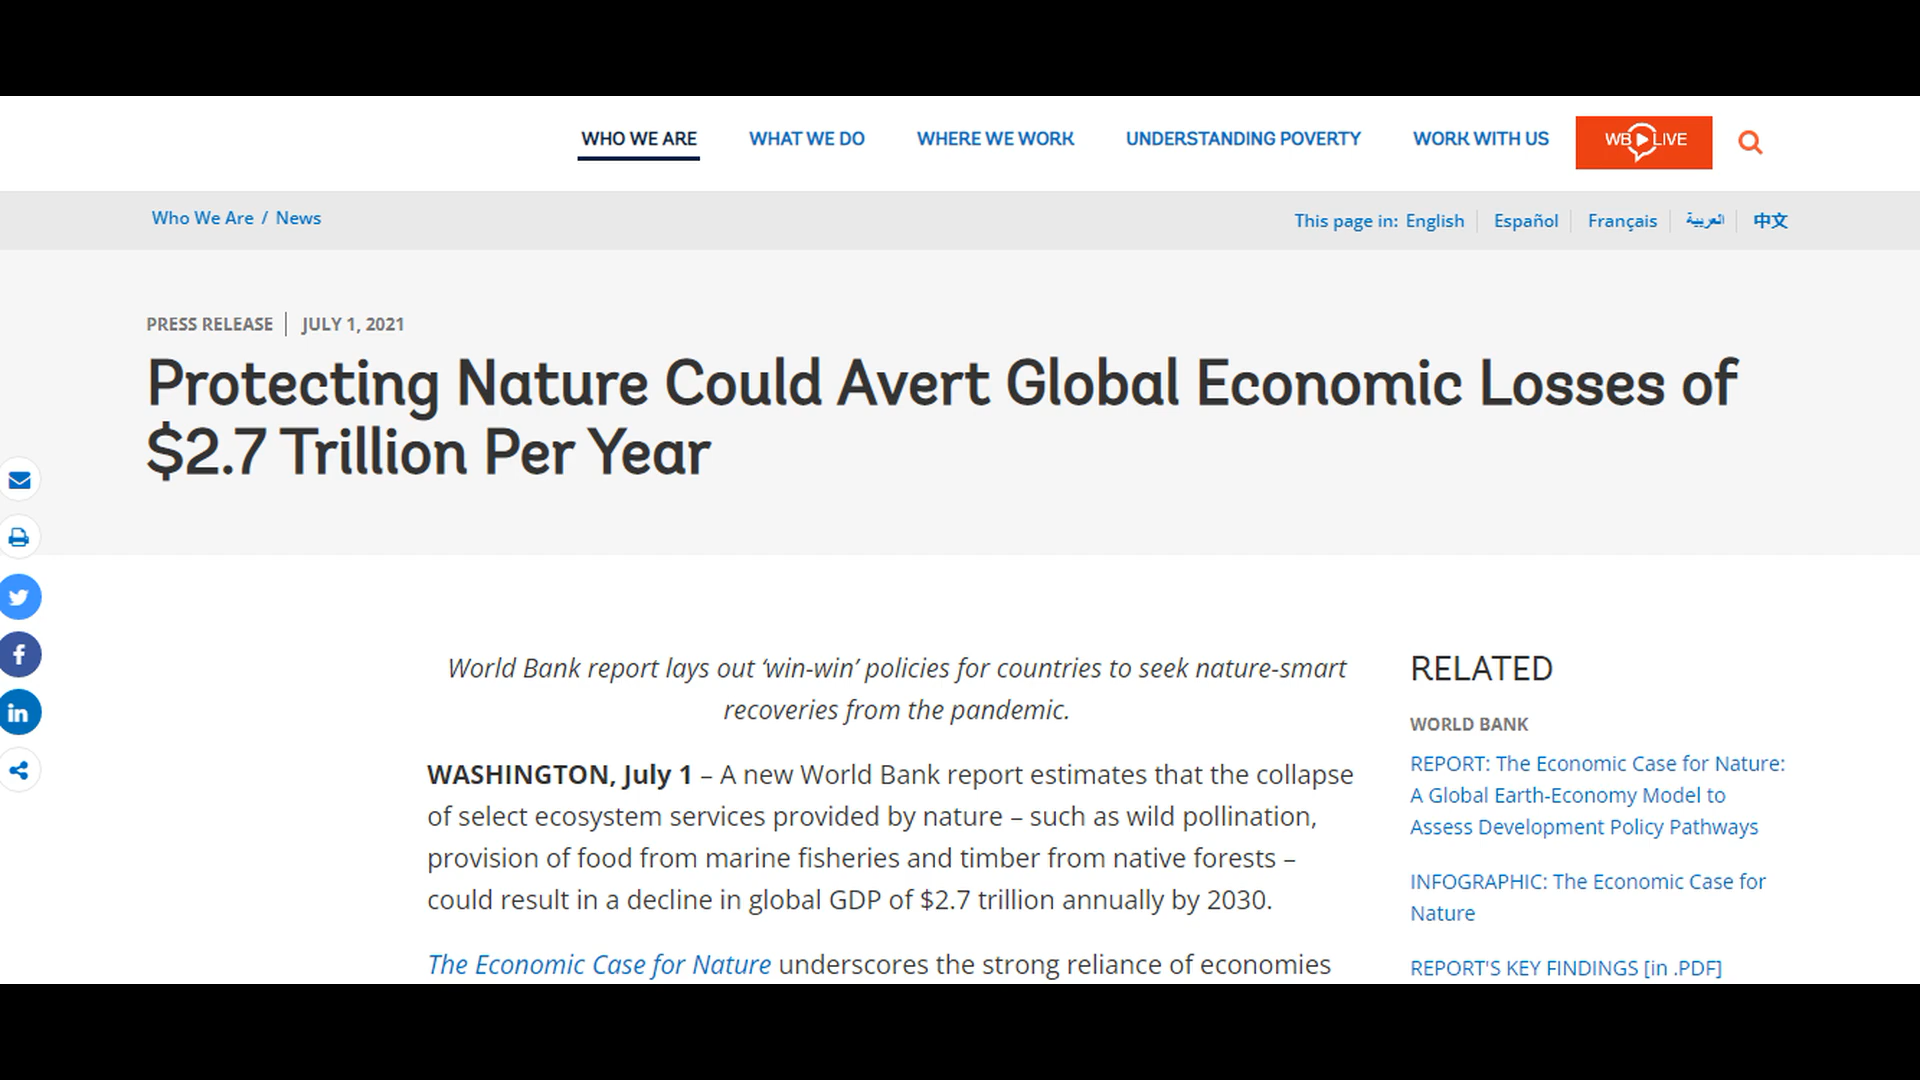 WHO WE ARE WHAT WE DO WHERE WE WORK UNDERSTANDING POVERTY WORK WITH US WB LIVE
Who We Are / News This page in: English Español Français العربية 中文
PRESS RELEASE JULY 1, 2021
Protecting Nature Could Avert Global Economic Losses of
$2.7 Trillion Per Year
World Bank report lays out ‘win-win’ policies for countries to seek nature-smart
recoveries from the pandemic.
WASHINGTON, July 1 – A new World Bank report estimates that the collapse
of select ecosystem services provided by nature – such as wild pollination,
provision of food from marine fisheries and timber from native forests –
could result in a decline in global GDP of $2.7 trillion annually by 2030.
The Economic Case for Nature underscores the strong reliance of economies
RELATED
WORLD BANK
REPORT: The Economic Case for Nature:
A Global Earth-Economy Model to
Assess Development Policy Pathways
INFOGRAPHIC: The Economic Case for
Nature
REPORT'S KEY FINDINGS [in .PDF]